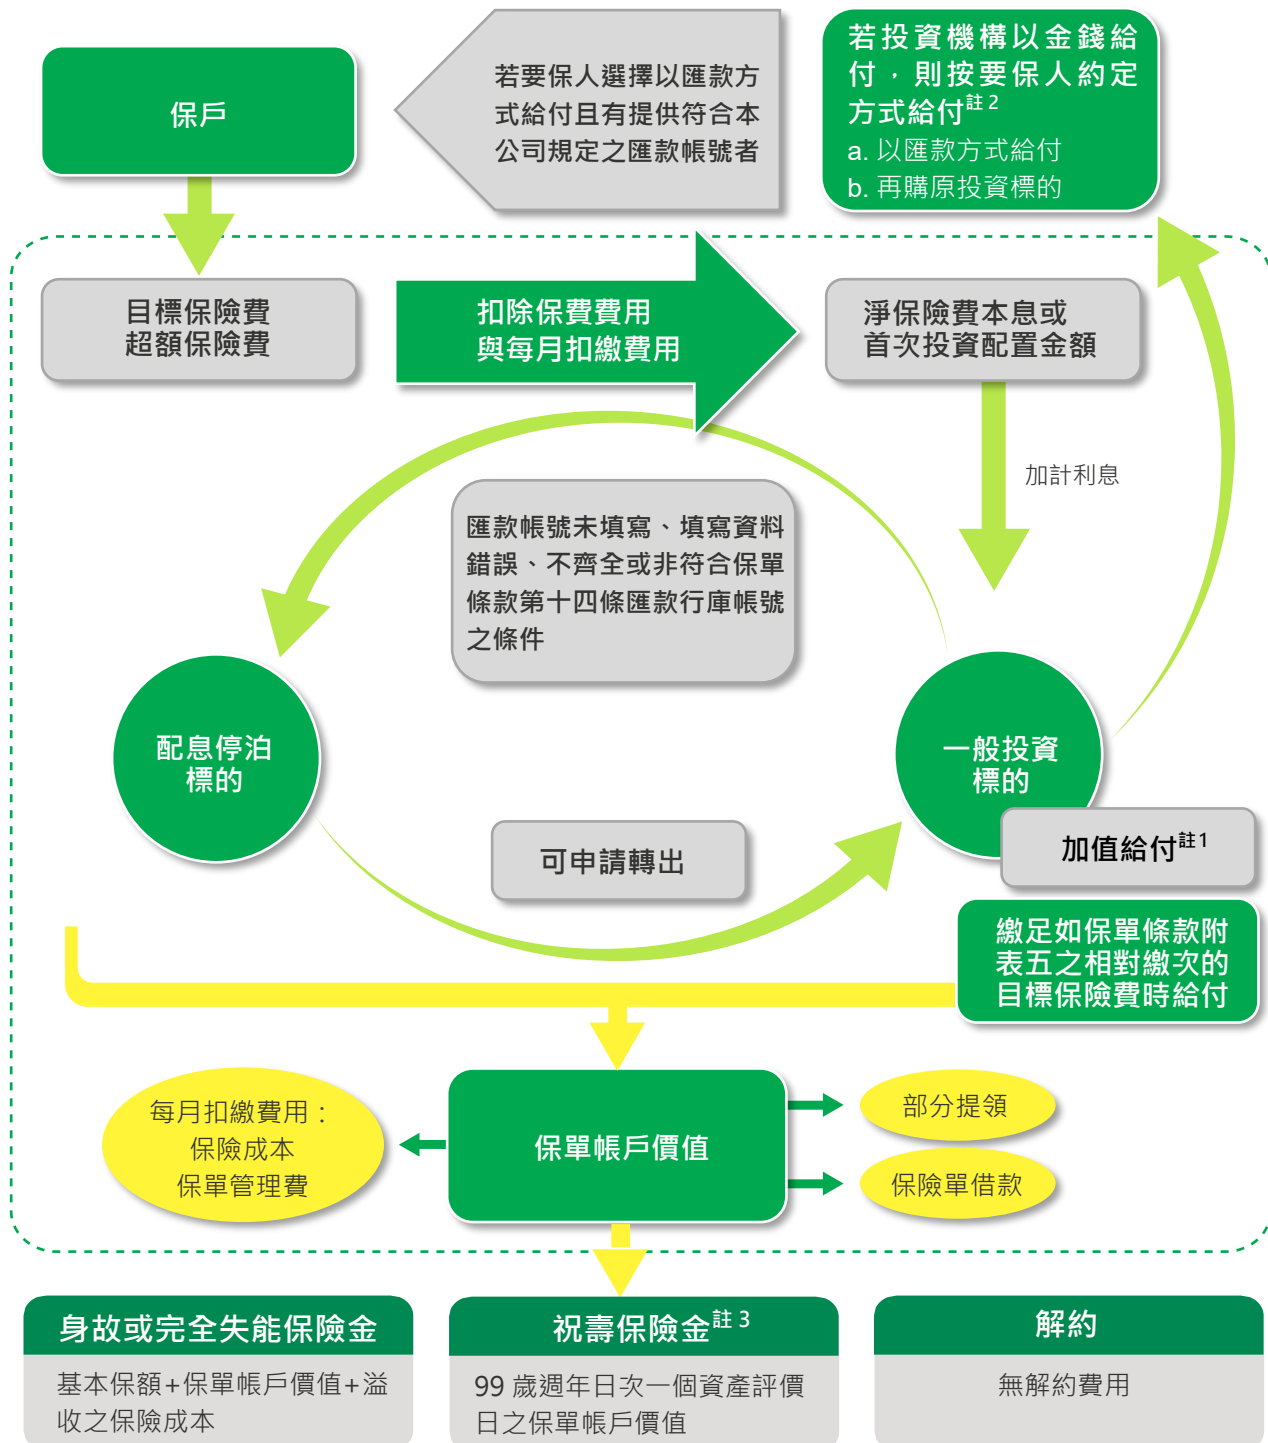 保戶
若要保人選擇以匯款方
式給付且有提供符合本
公司規定之匯款帳號者
若投資機構以金錢給
付，則按要保人約定
方式給付註2
a. 以匯款方式給付
b. 再購原投資標的
目標保險費
超額保險費
扣除保費費用
與每月扣繳費用
淨保險費本息或
首次投資配置金額
加計利息
匯款帳號未填寫、填寫資料
錯誤、不齊全或非符合保單
條款第十四條匯款行庫帳號
之條件
配息停泊
標的
一般投資
標的
可申請轉出
加值給付註1
繳足如保單條款附
表五之相對繳次的
目標保險費時給付
每月扣繳費用：
保險成本
保單管理費
保單帳戶價值
部分提領
保險單借款
身故或完全失能保險金
基本保額+保單帳戶價值+溢
收之保險成本
祝壽保險金註3
99 歲週年日次一個資產評價
日之保單帳戶價值
解約
無解約費用